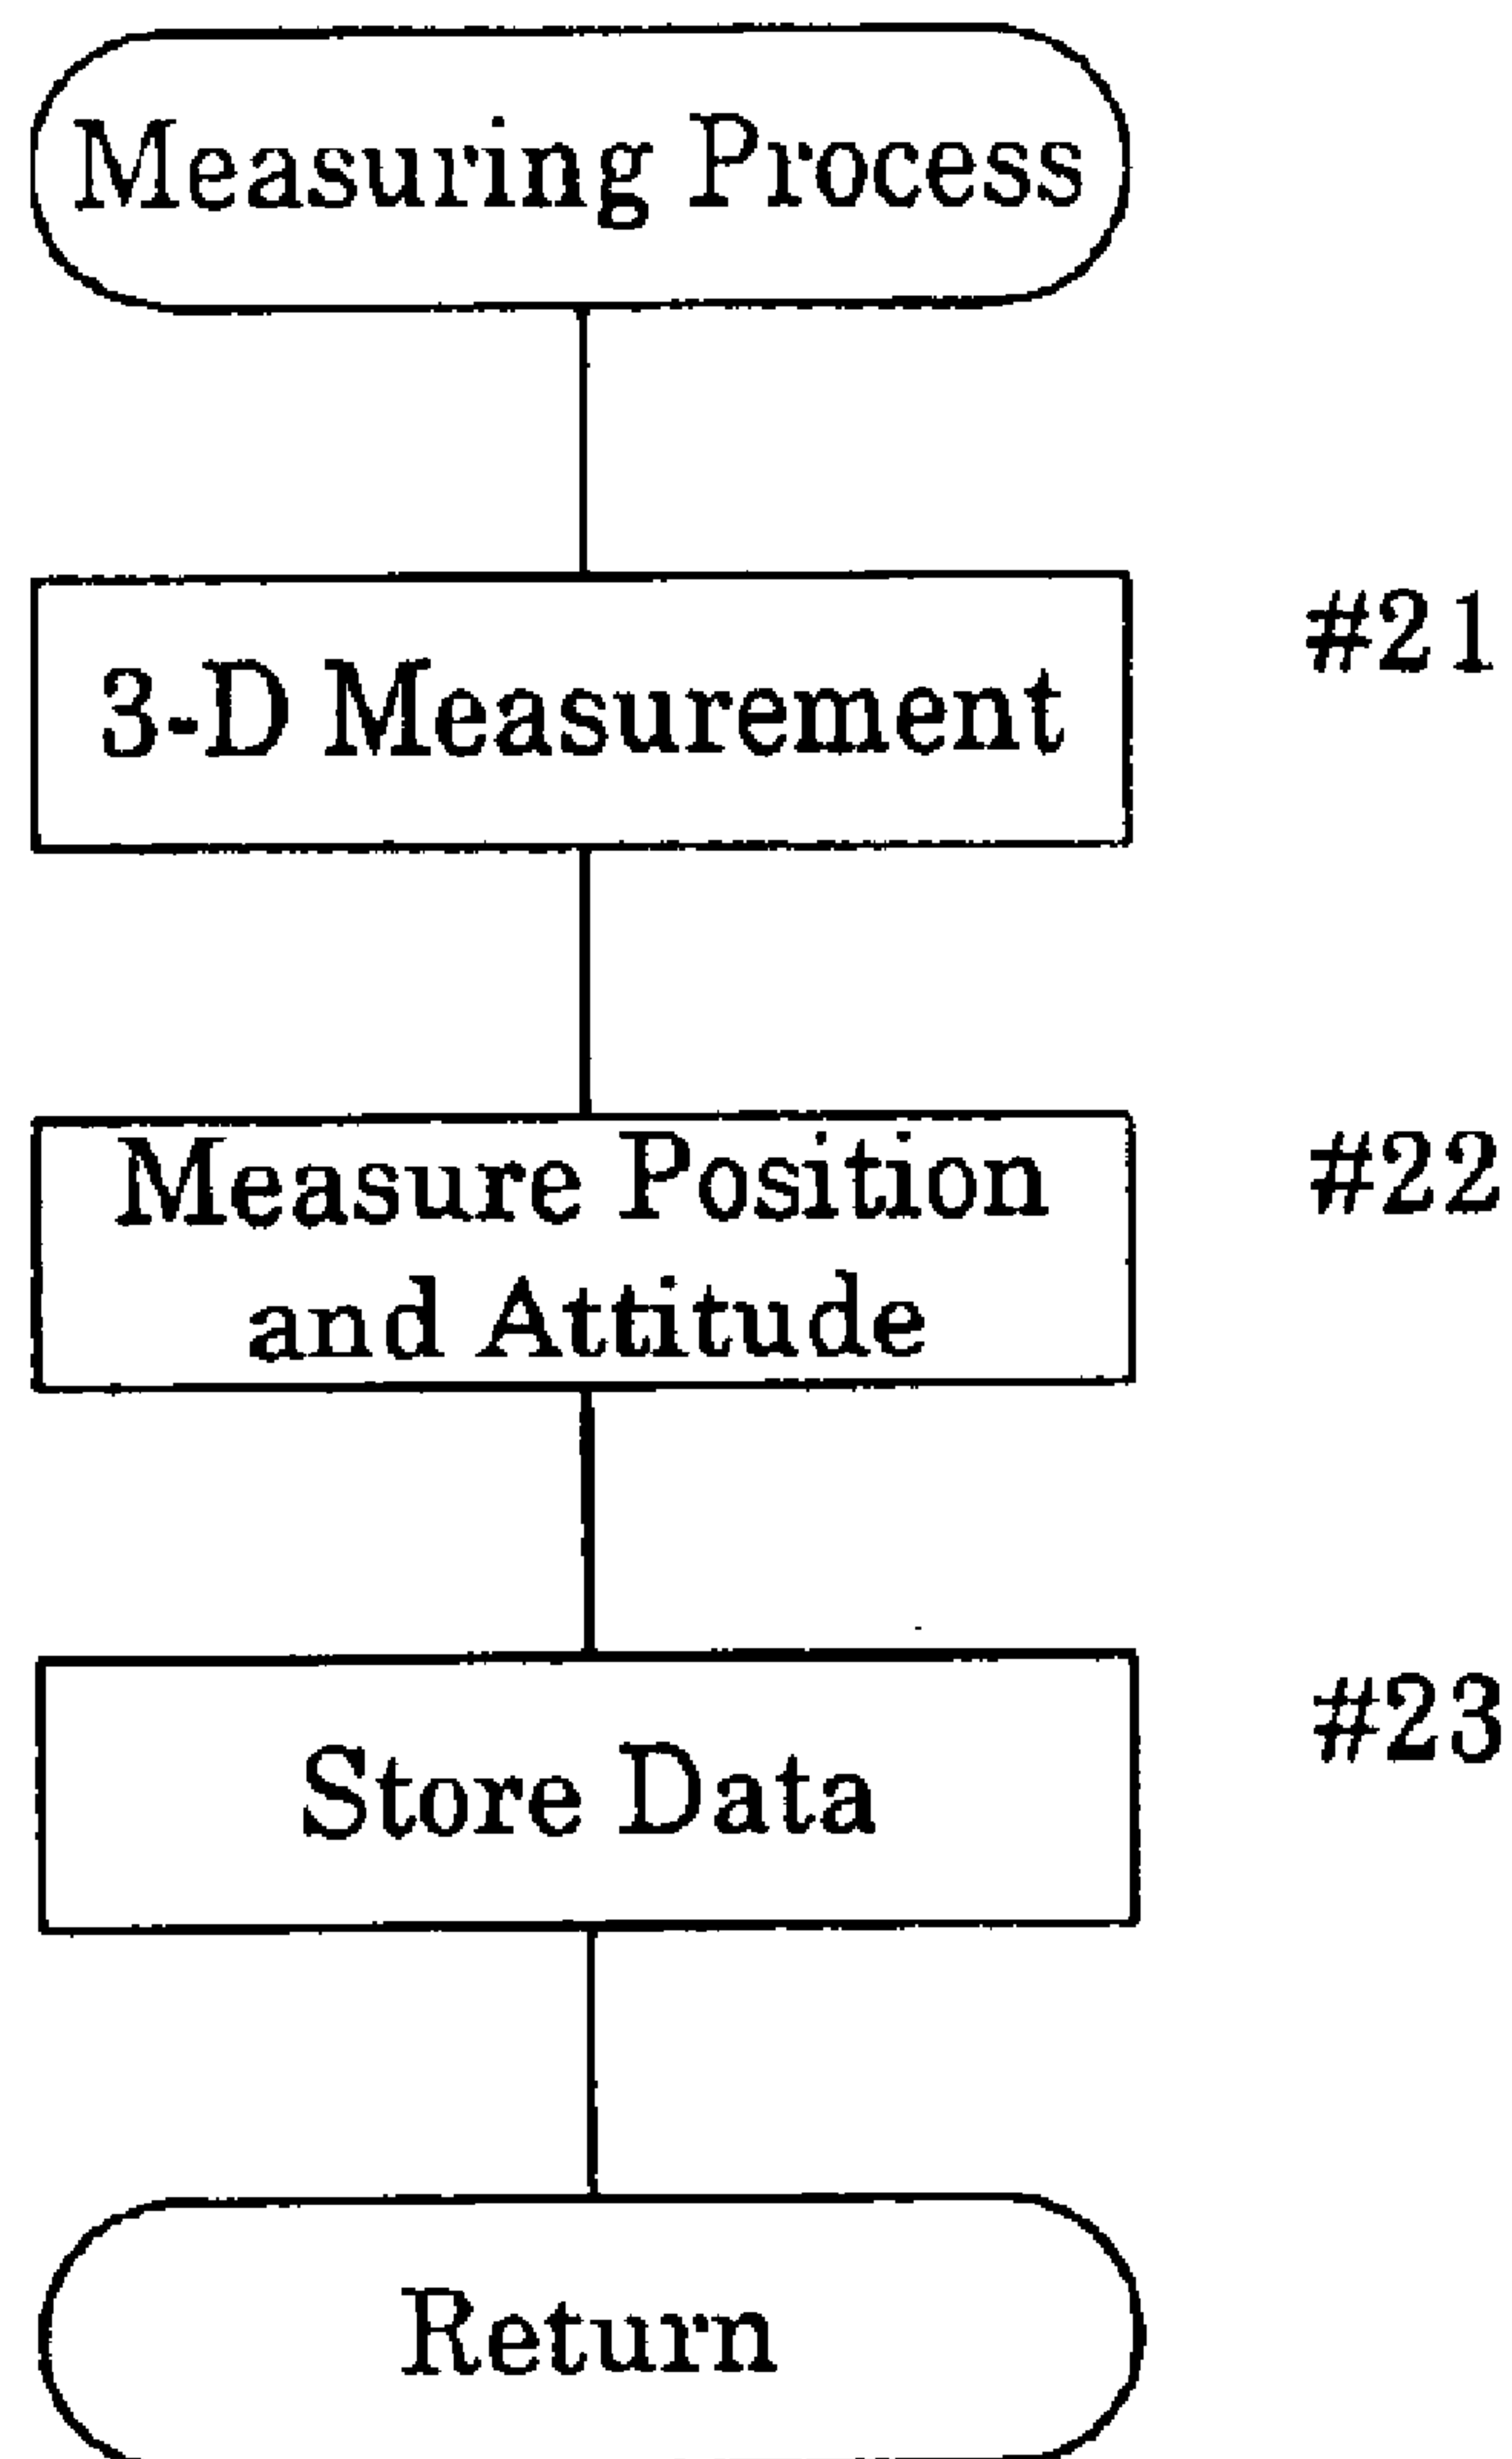 Measuring Process
3-D Measurement
#21
Measure Position
and Attitude
#22
Store Data
#23
Return